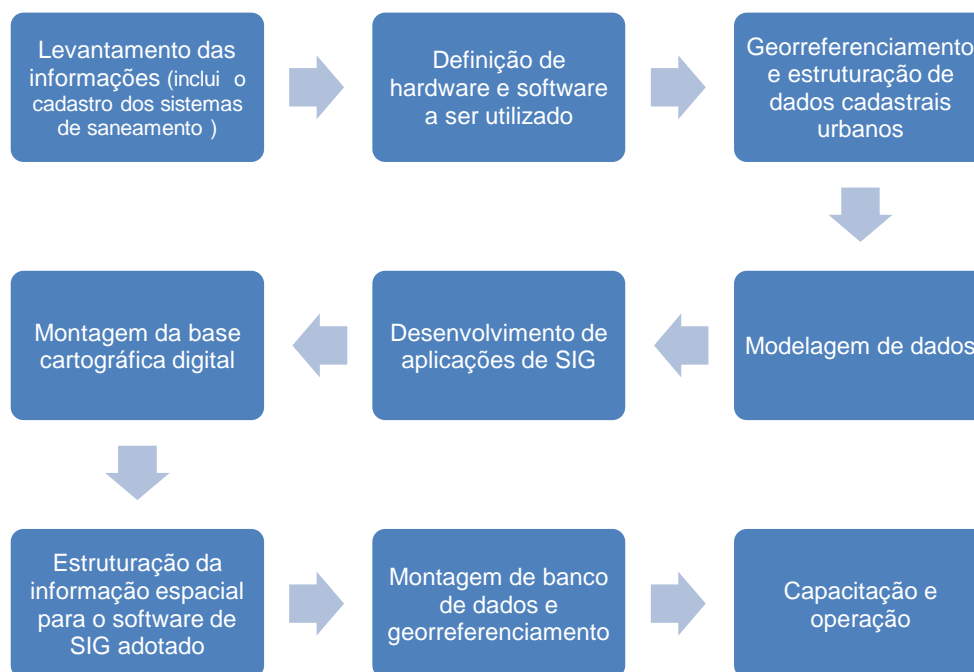 Levantamento das
informações (inclui o
cadastro dos sistemas
de saneamento )
Definição de
hardware e software
a ser utilizado
Georreferenciamento
e estruturação de
dados cadastrais
urbanos
Modelagem de dados
Desenvolvimento de
aplicações de SIG
Montagem da base
cartográfica digital
Estruturação da
informação espacial
para o software de
SIG adotado
Montagem de banco
de dados e
georreferenciamento
Capacitação e
operação